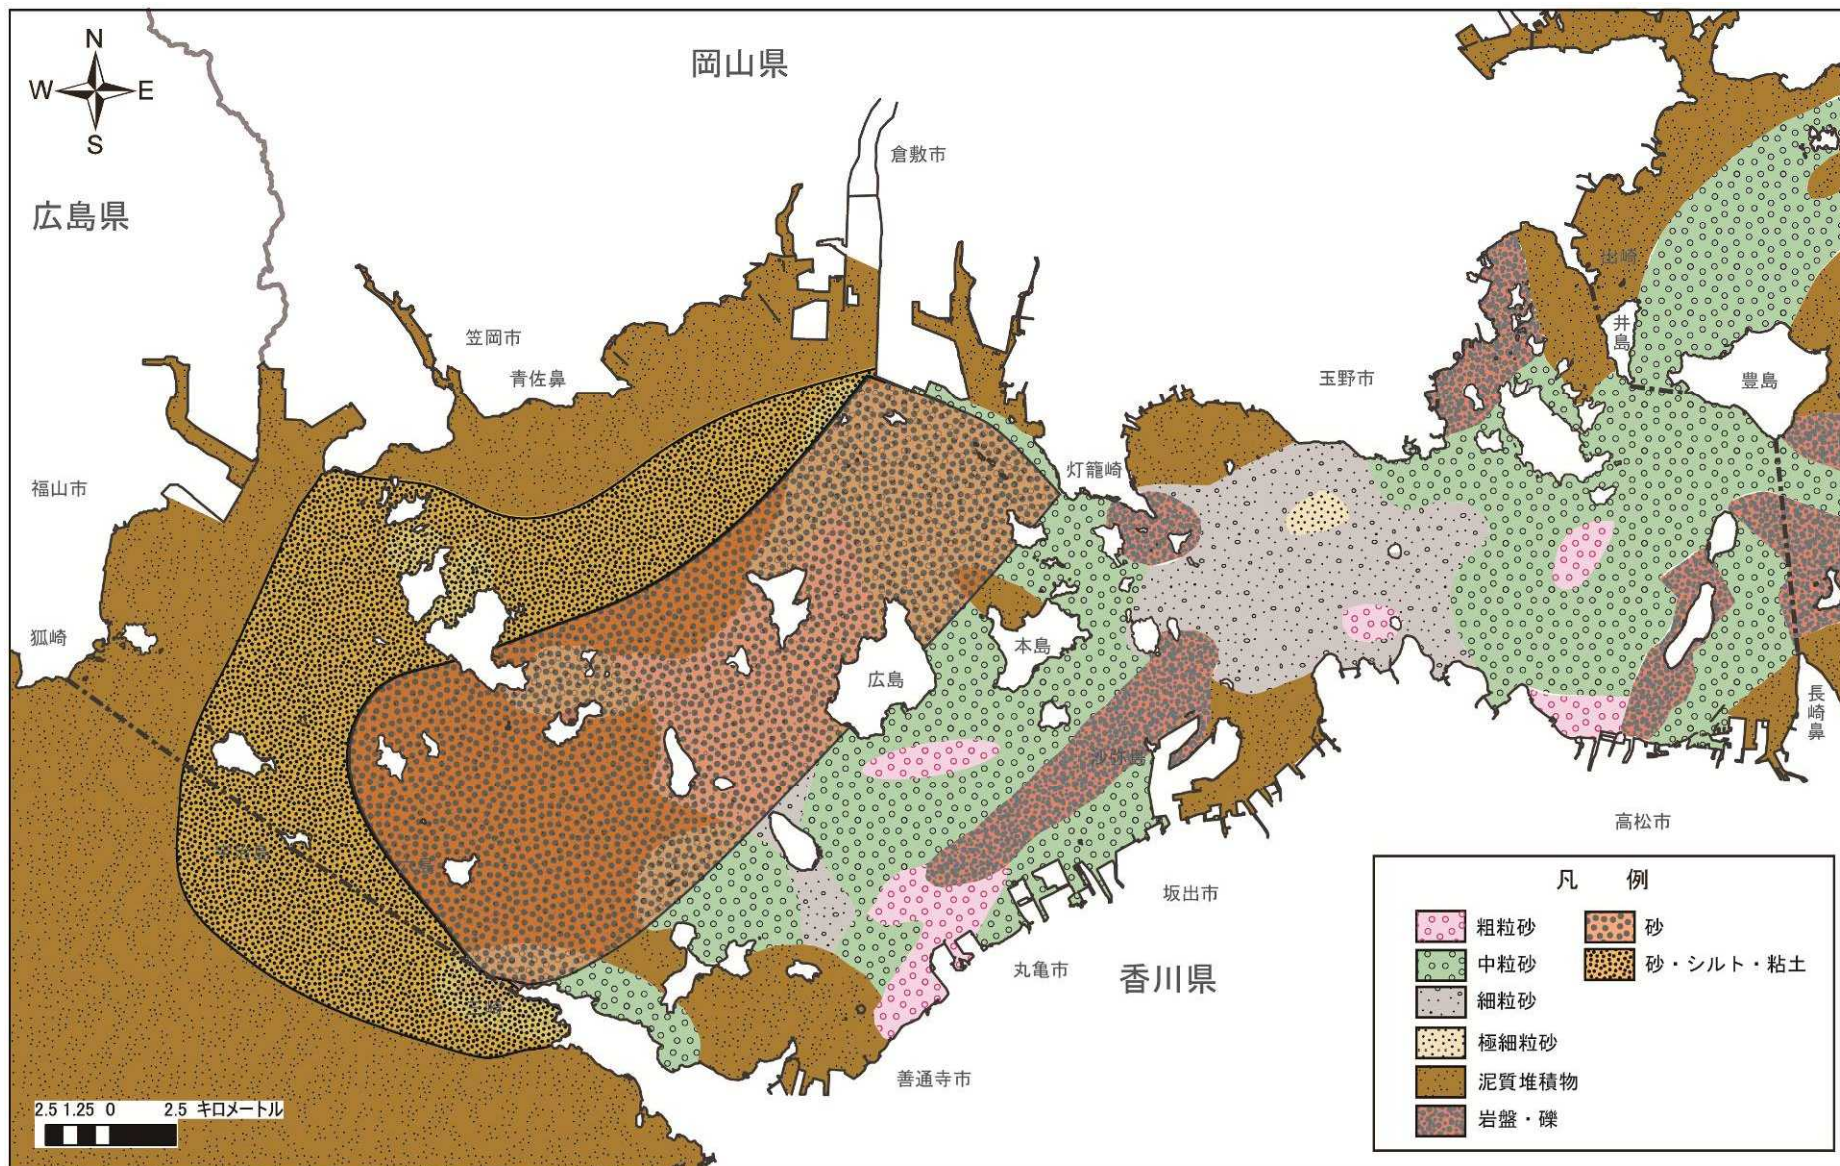 N
W E
S
岡山県
倉敷市
広島県
出崎
井島
笠岡市
玉野市
豊島
青佐鼻
灯籠崎
福山市
狐崎
本島
広島
長崎鼻
沙弥島
高松市
凡 例
坂出市
粗粒砂
砂
中粒砂
砂・シルト・粘土
丸亀市
香川県
細粒砂
極細粒砂
泥質堆積物
善通寺市
岩盤・礫
2.5 1.25 0 2.5 キロメートル